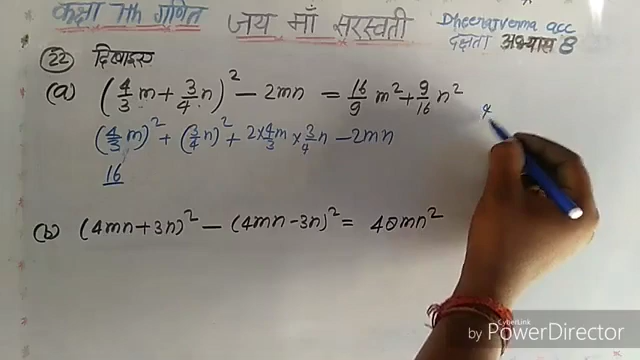 कक्षा 7th गणित जय माँ सरस्वती Dheerajverma acc
दक्षता अभ्यास 8
(22) दिखाइए
(a) (4/3 m + 3/4 n)² − 2mn = 16/9 m² + 9/16 n²
(4/3 m)² + (3/4 n)² + 2×4/3 m × 3/4 n − 2mn
16
(b) (4mn+3n)² − (4mn−3n)² = 48mn²
CyberLink
by PowerDirector